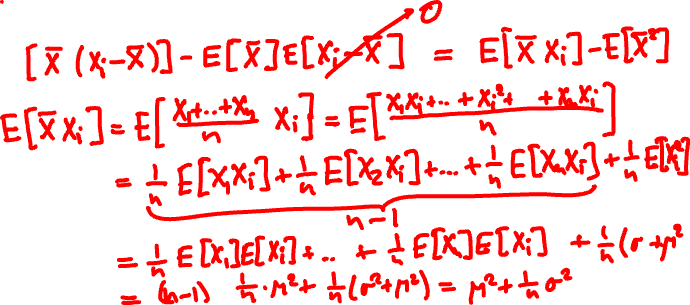 [X̄ (Xᵢ-X̄)] - E[X̄]E[Xᵢ-X̄] → 0 = E[X̄Xᵢ]-E[X̄²]
E[X̄Xᵢ] = E[(X₁+..+Xₙ)/n Xᵢ] = E[(X₁Xᵢ+..+Xᵢ²+ +XₙXᵢ)/n]
= 1/n E[X₁Xᵢ]+1/n E[X₂Xᵢ]+...+1/n E[XₙXᵢ]+1/n E[Xᵢ²]
n-1
= 1/n E[X₁]E[Xᵢ]+..+1/n E[Xᵢ]E[Xᵢ] + 1/n(σ+μ²
= (n-1) 1/n·μ²+1/n(σ²+μ²) = μ²+1/n σ²